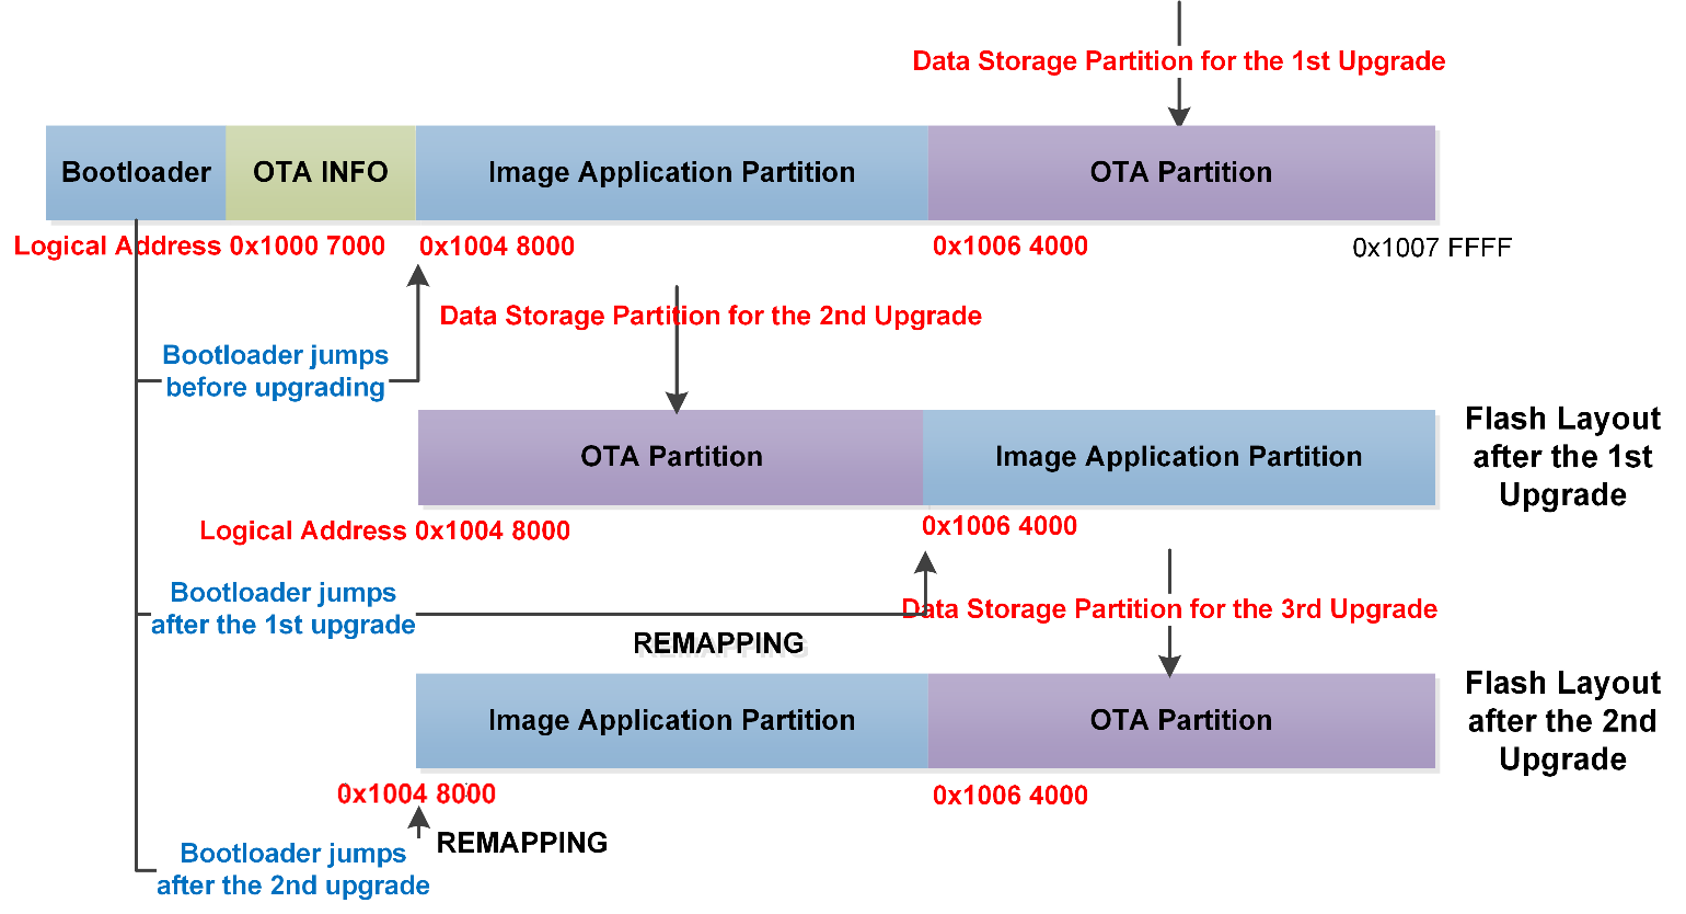 Data Storage Partition for the 1st Upgrade
Bootloader OTA INFO Image Application Partition OTA Partition
Logical Address 0x1000 7000 0x1004 8000 0x1006 4000 0x1007 FFFF
Data Storage Partition for the 2nd Upgrade
Bootloader jumps
before upgrading
OTA Partition Image Application Partition
Flash Layout
after the 1st
Upgrade
Logical Address 0x1004 8000 0x1006 4000
Bootloader jumps
after the 1st upgrade
Data Storage Partition for the 3rd Upgrade
REMAPPING
Image Application Partition OTA Partition
Flash Layout
after the 2nd
Upgrade
0x1004 8000 0x1006 4000
REMAPPING
Bootloader jumps
after the 2nd upgrade